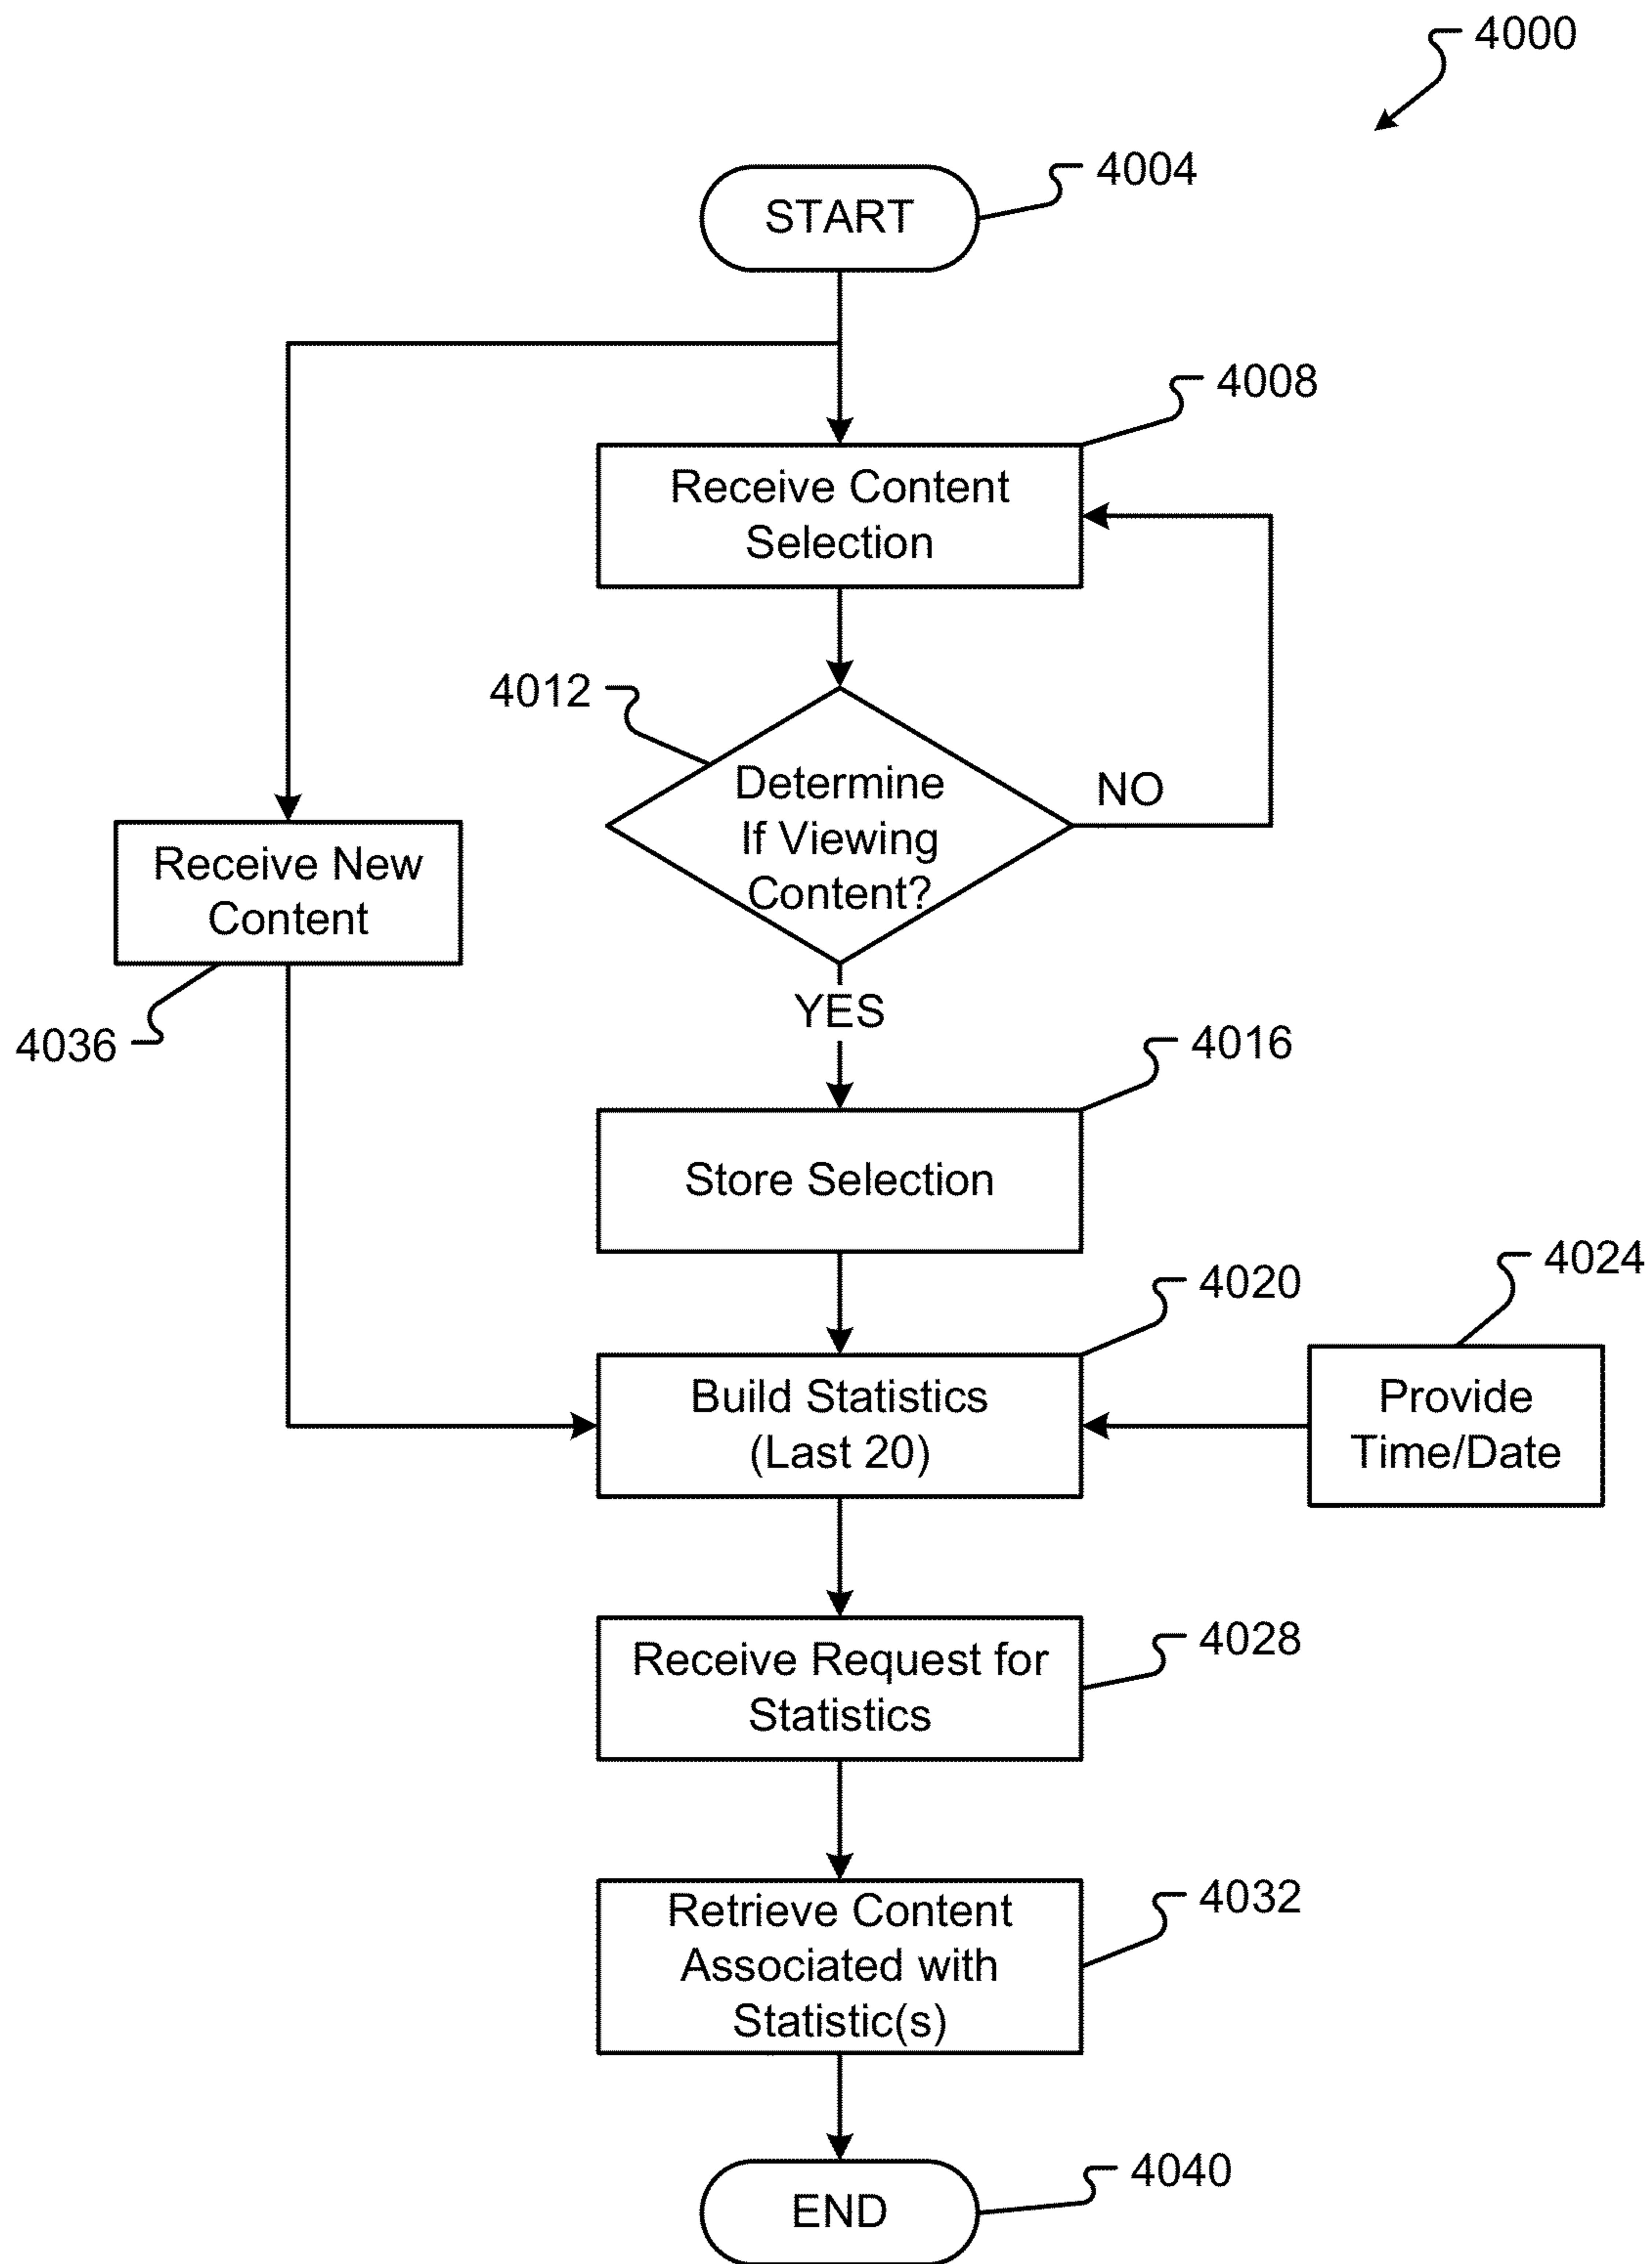 4000
4004
START
4008
Receive Content
Selection
4012
Determine
If Viewing
Content?
NO
Receive New
Content
4036
YES
4016
Store Selection
4020
4024
Build Statistics
(Last 20)
Provide
Time/Date
4028
Receive Request for
Statistics
4032
Retrieve Content
Associated with
Statistic(s)
4040
END